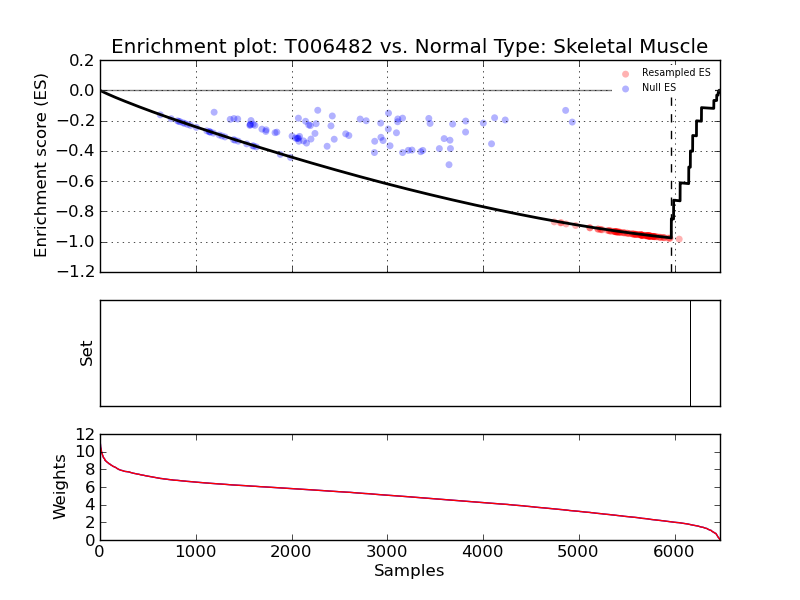 Enrichment plot: T006482 vs. Normal Type: Skeletal Muscle
Enrichment score (ES)
0.2
0.0
−0.2
−0.4
−0.6
−0.8
−1.0
−1.2
Resampled ES
Null ES
Set
Weights
12
10
8
6
4
2
0
0 1000 2000 3000 4000 5000 6000
Samples